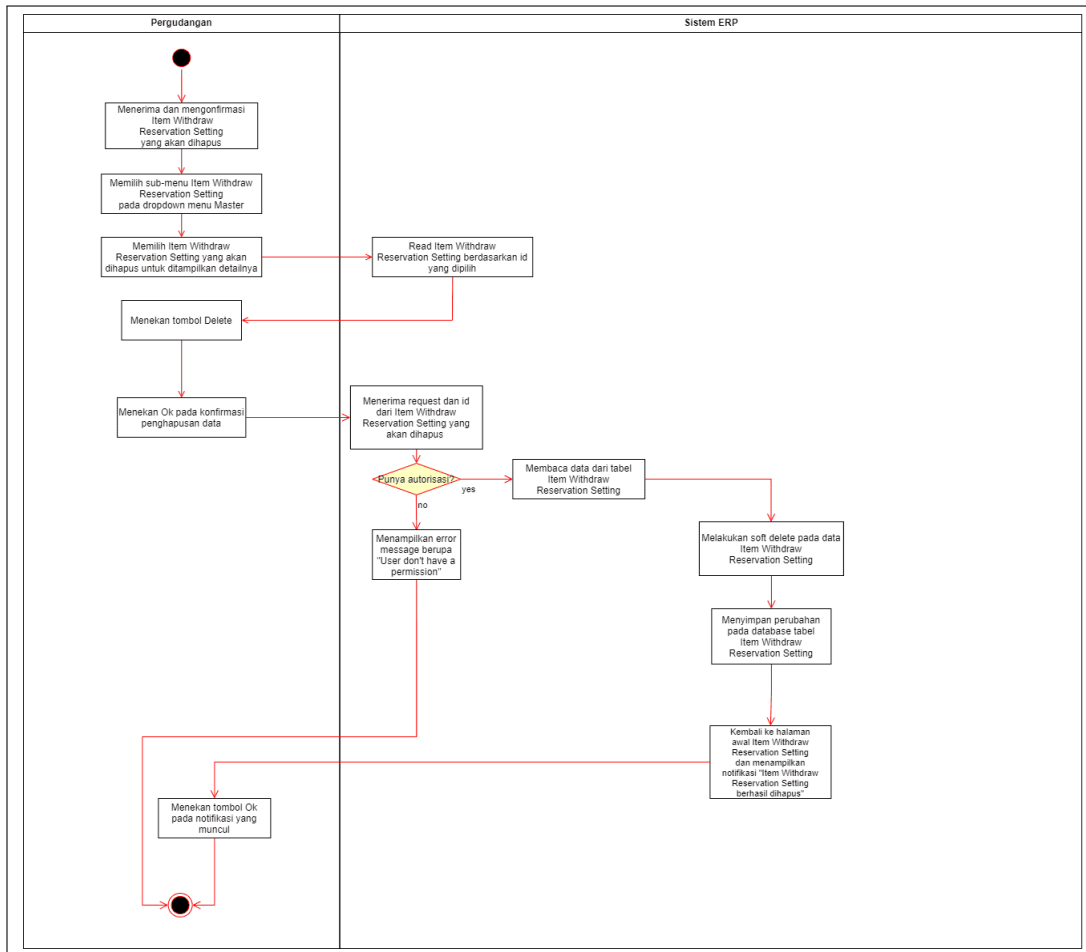 Pergudangan
Sistem ERP
Menerima dan mengonfirmasi
Item Withdraw
Reservation Setting
yang akan dihapus
Memilih sub-menu Item Withdraw
Reservation Setting
pada dropdown menu Master
Memilih Item Withdraw
Reservation Setting yang akan
dihapus untuk ditampilkan detailnya
Read Item Withdraw
Reservation Setting berdasarkan id
yang dipilih
Menekan tombol Delete
Menekan Ok pada konfirmasi
penghapusan data
Menerima request dan id
dari Item Withdraw
Reservation Setting yang
akan dihapus
Punya autorisasi?
yes
no
Membaca data dari tabel
Item Withdraw
Reservation Setting
Menampilkan error
message berupa
"User don't have a
permission"
Melakukan soft delete pada data
Item Withdraw
Reservation Setting
Menyimpan perubahan
pada database tabel
Item Withdraw
Reservation Setting
Kembali ke halaman
awal Item Withdraw
Reservation Setting
dan menampilkan
notifikasi "Item Withdraw
Reservation Setting
berhasil dihapus"
Menekan tombol Ok
pada notifikasi yang
muncul